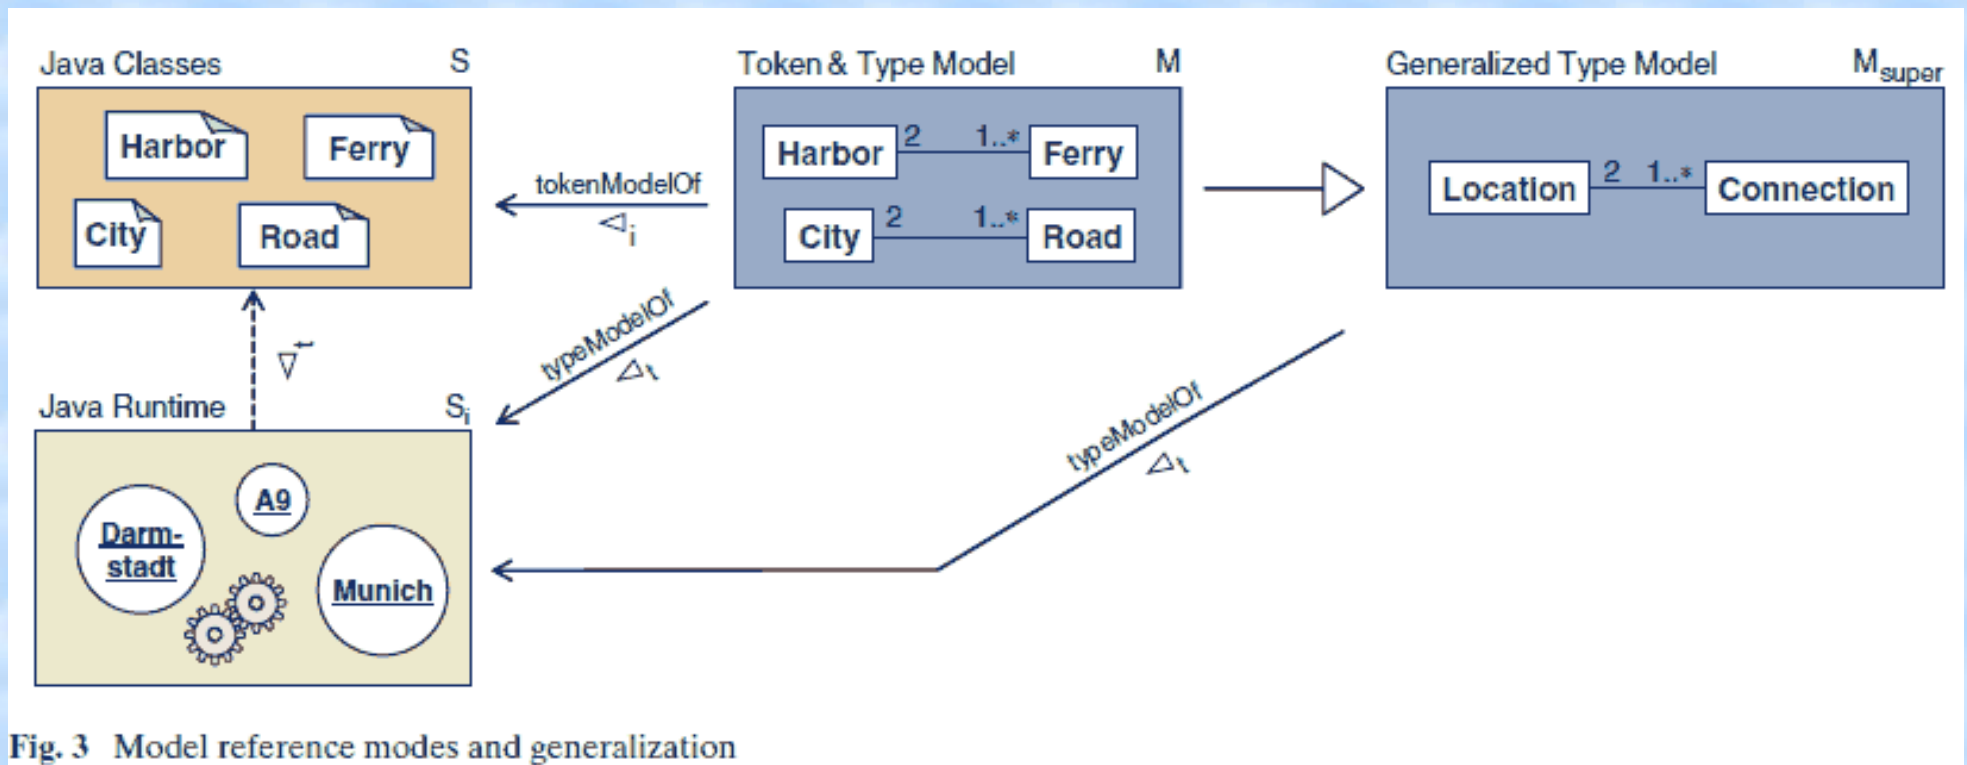 Java Classes S
Harbor
Ferry
City
Road
tokenModelOf
◁i
Token & Type Model M
Harbor 2 1..* Ferry
City 2 1..* Road
Generalized Type Model Msuper
Location 2 1..* Connection
typeModelOf
◁t
◁t
typeModelOf
◁t
Java Runtime Si
A9
Darm-
stadt
Munich
Fig. 3 Model reference modes and generalization